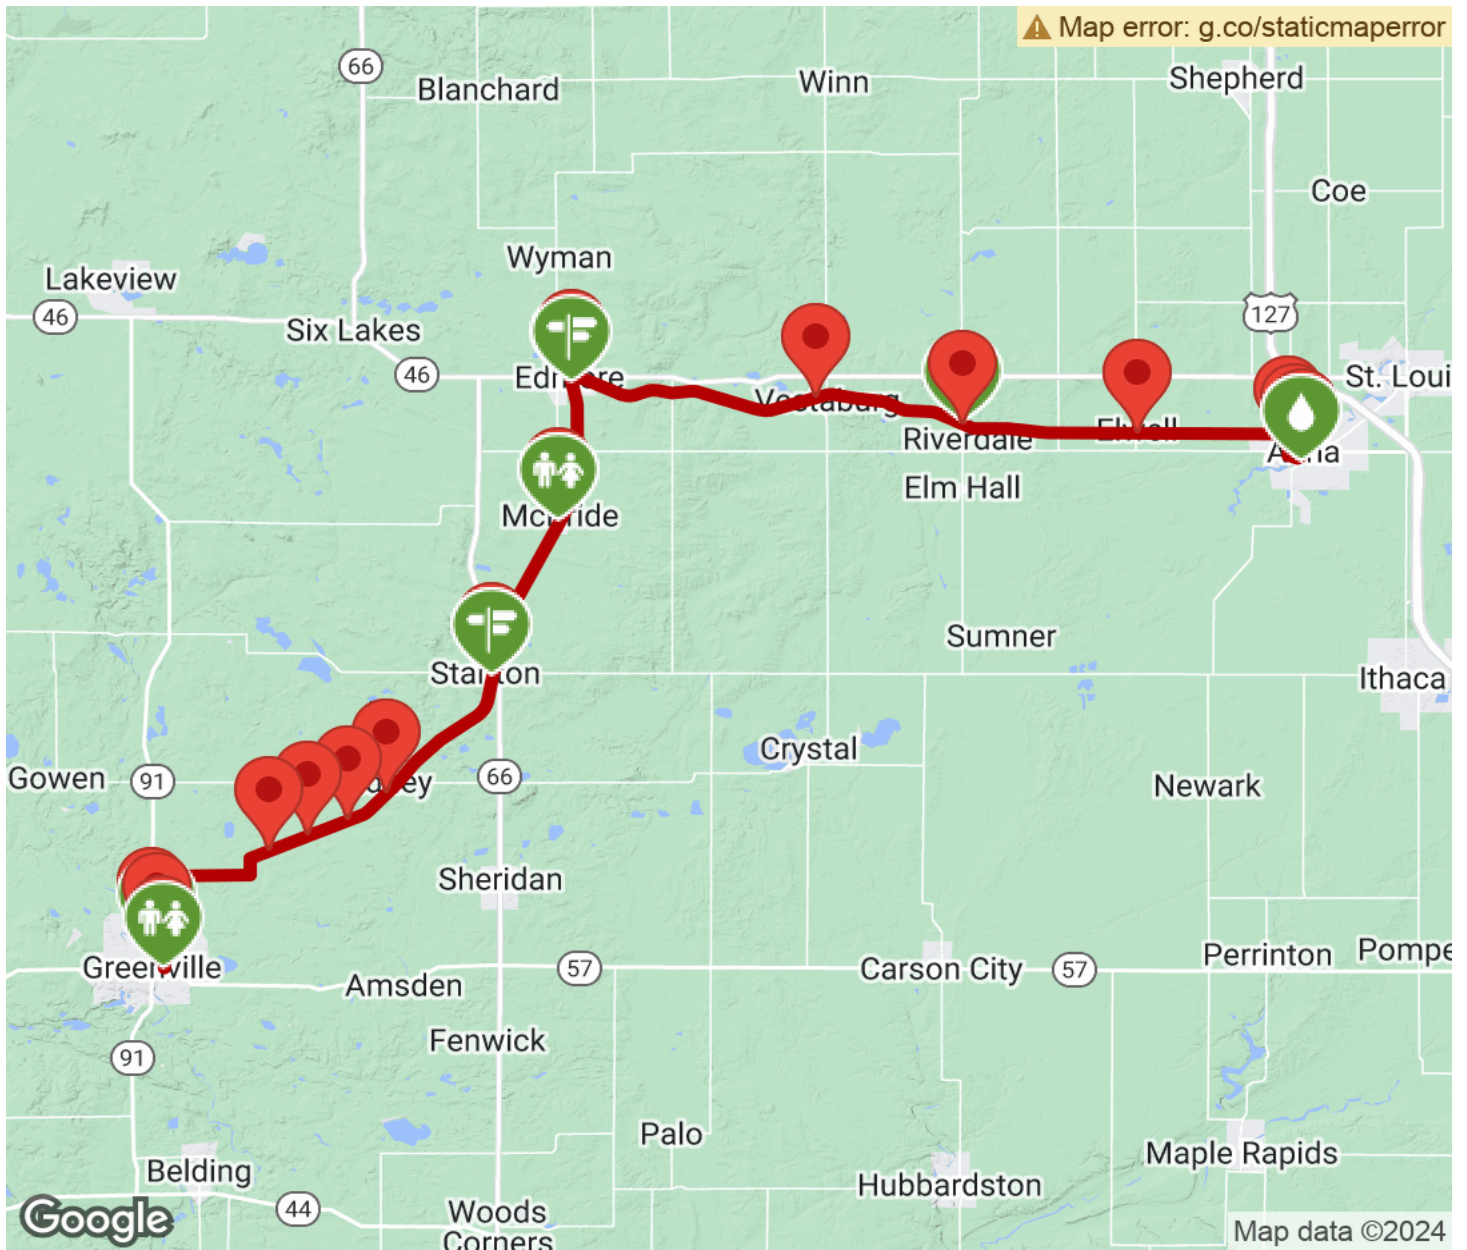 Map error: g.co/staticmaperror
66
Blanchard
Winn
Shepherd
Coe
Wyman
Lakeview
46
Six Lakes
127
46
St. Loui
Riverdale
Elm Hall
Sumner
Ithaca
Gowen
91
66
Crystal
Newark
Sheridan
Greenville
57
Carson City
57
Perrinton
Pompe
Amsden
Fenwick
91
Palo
Maple Rapids
Belding
Hubbardston
44
Woods
Corners
Google
Map data ©2024